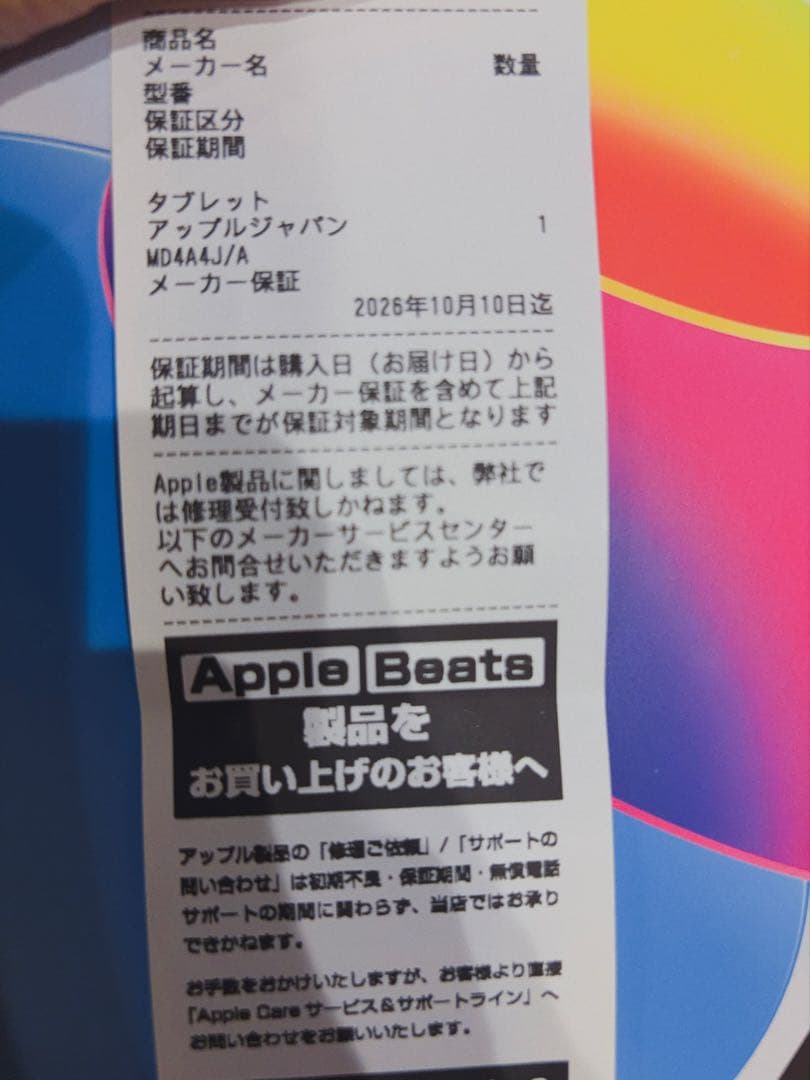 商品名
メーカー名 数量
型番
保証区分
保証期間
タブレット
アップルジャパン 1
MD4A4J/A
メーカー保証
2026年10月10日迄
保証期間は購入日（お届け日）から
起算し、メーカー保証を含めて上記
期日までが保証対象期間となります
Apple製品に関しましては、弊社で
は修理受付致しかねます。
以下のメーカーサービスセンター
へお問合せいただきますようお願
い致します。
Apple Beats
製品を
お買い上げのお客様へ
アップル製品の「修理ご依頼」/「サポートの
問い合わせ」は初期不良・保証期間・無償電話
サポートの期間に関わらず、当店ではお承り
できかねます。
お手数をおかけいたしますが、お客様より直接
「Apple Care サービス&サポートライン」へ
お問い合わせをお願いいたします。